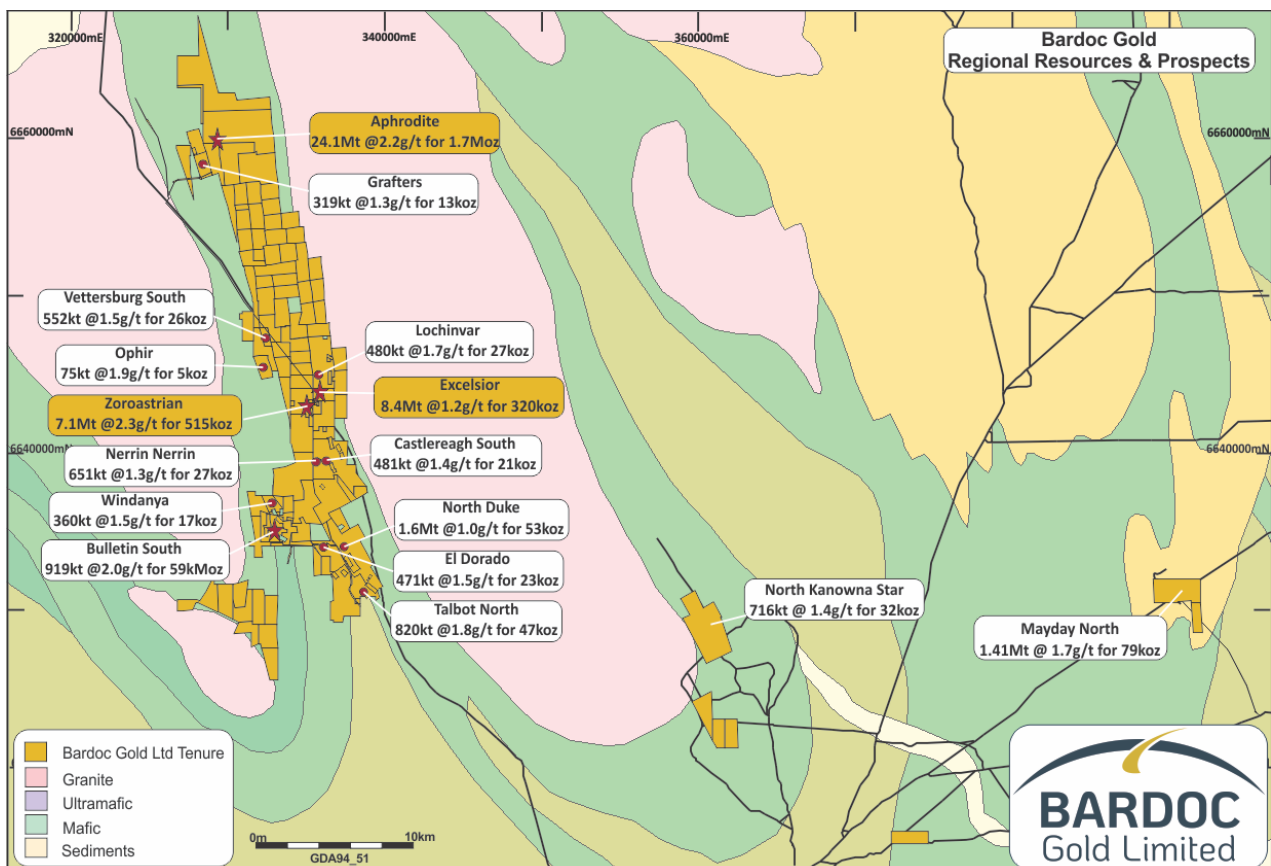 320000mE
340000mE
360000mE
Bardoc Gold
Regional Resources & Prospects
6660000mN
6660000mN
Aphrodite
24.1Mt @2.2g/t for 1.7Moz
Grafters
319kt @1.3g/t for 13koz
Vettersburg South
552kt @1.5g/t for 26koz
Lochinvar
480kt @1.7g/t for 27koz
Ophir
75kt @1.9g/t for 5koz
Excelsior
8.4Mt @1.2g/t for 320koz
Zoroastrian
7.1Mt @2.3g/t for 515koz
6640000mN
6640000mN
Nerrin Nerrin
651kt @1.3g/t for 27koz
Castlereagh South
481kt @1.4g/t for 21koz
Windanya
360kt @1.5g/t for 17koz
North Duke
1.6Mt @1.0g/t for 53koz
Bulletin South
919kt @2.0g/t for 59kMoz
El Dorado
471kt @1.5g/t for 23koz
Talbot North
820kt @1.8g/t for 47koz
North Kanowna Star
716kt @ 1.4g/t for 32koz
Mayday North
1.41Mt @ 1.7g/t for 79koz
Bardoc Gold Ltd Tenure
Granite
Ultramafic
Mafic
Sediments
0m
10km
GDA94_51
BARDOC
Gold Limited